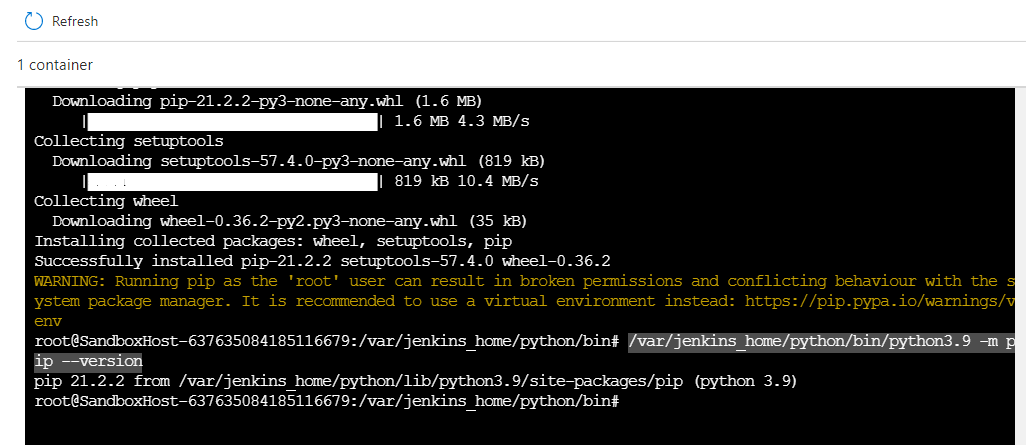 Refresh
1 container
Downloading pip-21.2.2-py3-none-any.whl (1.6 MB)
| | 1.6 MB 4.3 MB/s
Collecting setuptools
Downloading setuptools-57.4.0-py3-none-any.whl (819 kB)
| | 819 kB 10.4 MB/s
Collecting wheel
Downloading wheel-0.36.2-py2.py3-none-any.whl (35 kB)
Installing collected packages: wheel, setuptools, pip
Successfully installed pip-21.2.2 setuptools-57.4.0 wheel-0.36.2
WARNING: Running pip as the 'root' user can result in broken permissions and conflicting behaviour with the s
ystem package manager. It is recommended to use a virtual environment instead: https://pip.pypa.io/warnings/v
env
root@SandboxHost-637635084185116679:/var/jenkins_home/python/bin# /var/jenkins_home/python/bin/python3.9 -m p
ip --version
pip 21.2.2 from /var/jenkins_home/python/lib/python3.9/site-packages/pip (python 3.9)
root@SandboxHost-637635084185116679:/var/jenkins_home/python/bin#